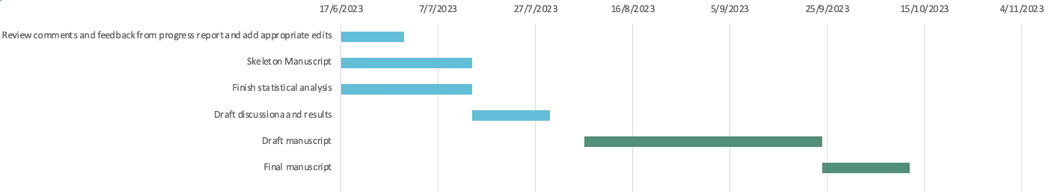 17/6/2023 7/7/2023 27/7/2023 16/8/2023 5/9/2023 25/9/2023 15/10/2023 4/11/2023
Review comments and feedback from progress report and add appropriate edits
Skeleton Manuscript
Finish statistical analysis
Draft discussiona and results
Draft manuscript
Final manuscript